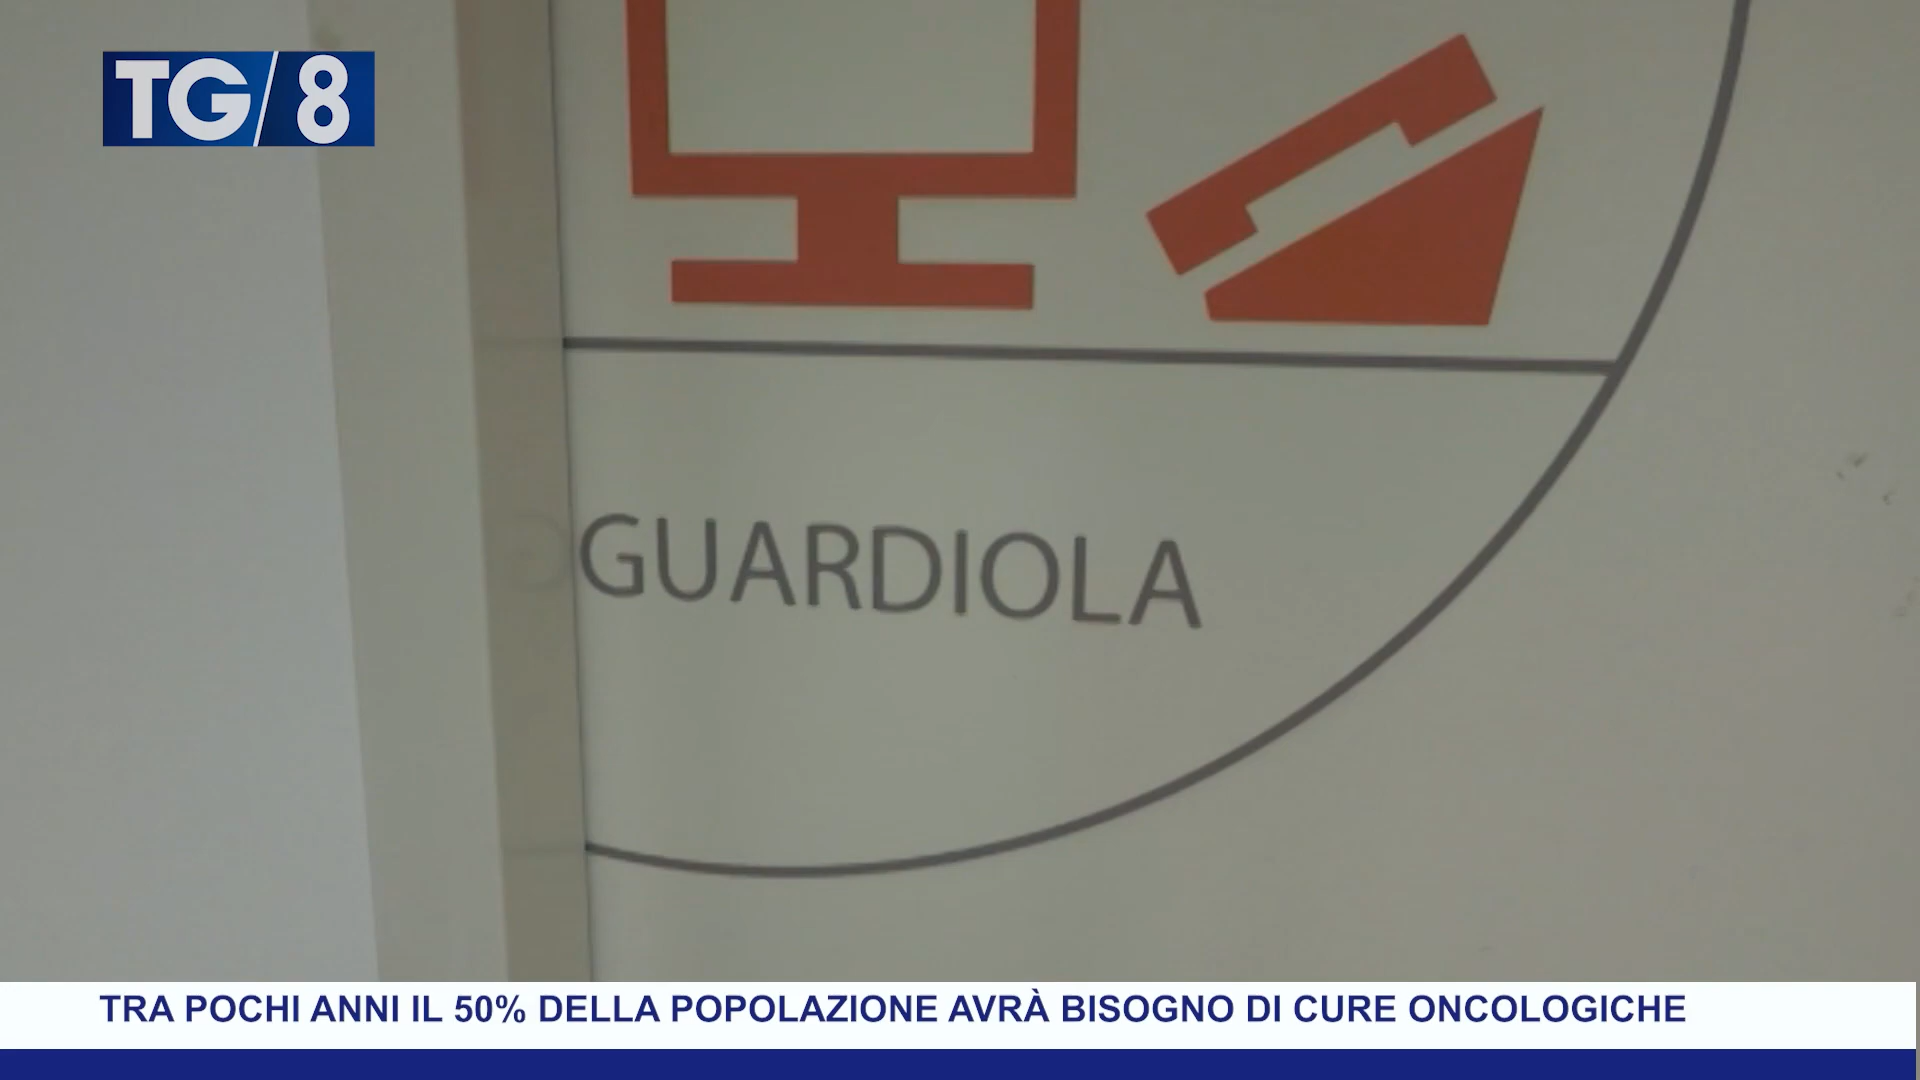 TG/8
GUARDIOLA
TRA POCHI ANNI IL 50% DELLA POPOLAZIONE AVRÀ BISOGNO DI CURE ONCOLOGICHE